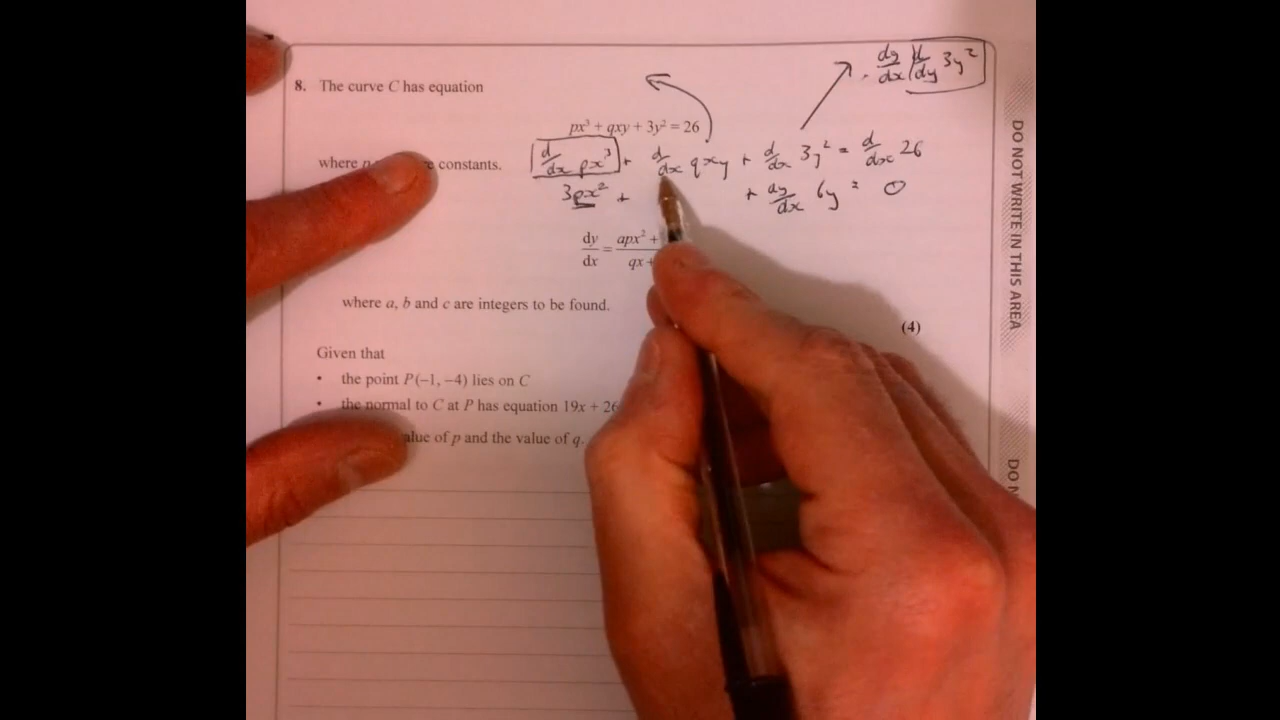 8. The curve C has equation
px³ + qxy + 3y² = 26
where constants.
d/dx px³ + d/dx qxy + d/dx 3y² = d/dx 26
3px² + + dy/dx 6y = 0
dy/dx d/dy 3y²
dy/dx = apx² +
qx+
where a, b and c are integers to be found.
(4)
Given that
• the point P(–1, –4) lies on C
• the normal to C at P has equation 19x + 26
alue of p and the value of q.
DO NOT WRITE IN THIS AREA
DO N